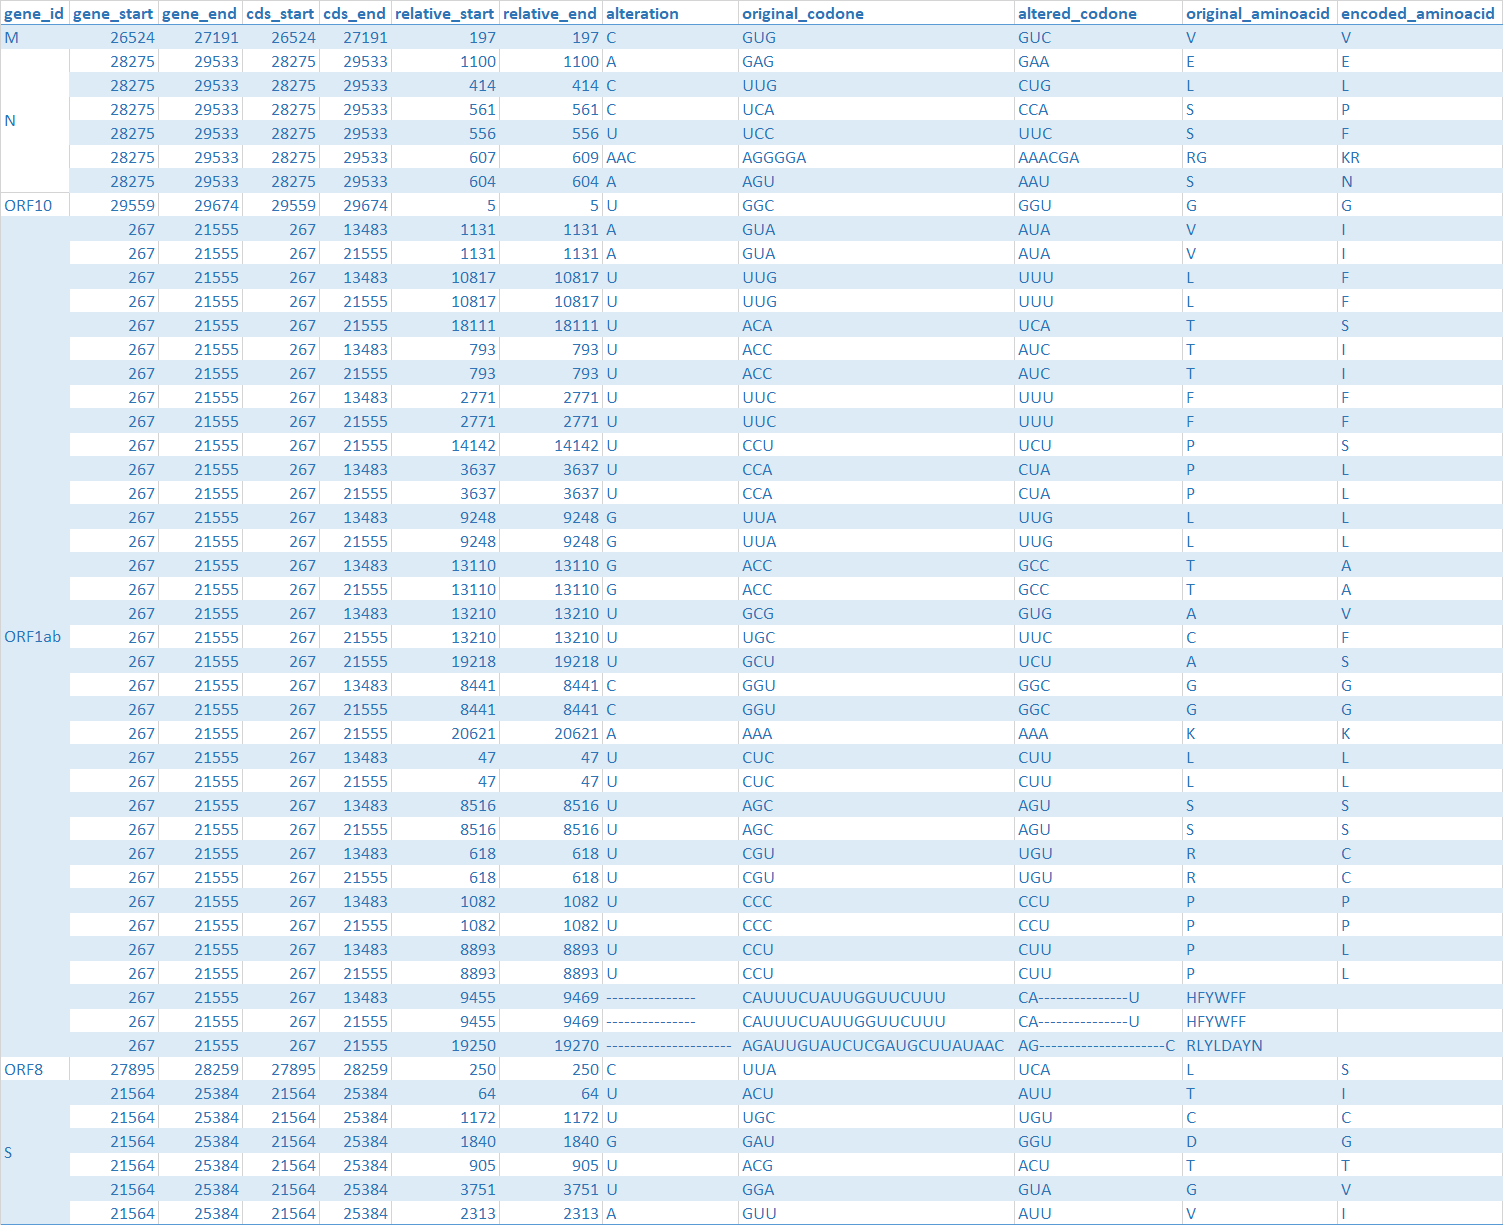 gene_id gene_start gene_end cds_start cds_end relative_start relative_end alteration original_codone altered_codone original_aminoacid encoded_aminoacid
M 26524 27191 26524 27191 197 197 C GUG GUC V V
28275 29533 28275 29533 1100 1100 A GAG GAA E E
28275 29533 28275 29533 414 414 C UUG CUG L L
N 28275 29533 28275 29533 561 561 C UCA CCA S P
28275 29533 28275 29533 556 556 U UCC UUC S F
28275 29533 28275 29533 607 609 AAC AGGGGA AAACGA RG KR
28275 29533 28275 29533 604 604 A AGU AAU S N
ORF10 29559 29674 29559 29674 5 5 U GGC GGU G G
267 21555 267 13483 1131 1131 A GUA AUA V I
267 21555 267 21555 1131 1131 A GUA AUA V I
267 21555 267 13483 10817 10817 U UUG UUU L F
267 21555 267 21555 10817 10817 U UUG UUU L F
267 21555 267 21555 18111 18111 U ACA UCA T S
267 21555 267 13483 793 793 U ACC AUC T I
267 21555 267 21555 793 793 U ACC AUC T I
267 21555 267 13483 2771 2771 U UUC UUU F F
267 21555 267 21555 2771 2771 U UUC UUU F F
267 21555 267 21555 14142 14142 U CCU UCU P S
267 21555 267 13483 3637 3637 U CCA CUA P L
267 21555 267 21555 3637 3637 U CCA CUA P L
267 21555 267 13483 9248 9248 G UUA UUG L L
267 21555 267 21555 9248 9248 G UUA UUG L L
267 21555 267 13483 13110 13110 G ACC GCC T A
267 21555 267 21555 13110 13110 G ACC GCC T A
267 21555 267 13483 13210 13210 U GCG GUG A V
ORF1ab 267 21555 267 21555 13210 13210 U UGC UUC C F
267 21555 267 21555 19218 19218 U GCU UCU A S
267 21555 267 13483 8441 8441 C GGU GGC G G
267 21555 267 21555 8441 8441 C GGU GGC G G
267 21555 267 21555 20621 20621 A AAA AAA K K
267 21555 267 13483 47 47 U CUC CUU L L
267 21555 267 21555 47 47 U CUC CUU L L
267 21555 267 13483 8516 8516 U AGC AGU S S
267 21555 267 21555 8516 8516 U AGC AGU S S
267 21555 267 13483 618 618 U CGU UGU R C
267 21555 267 21555 618 618 U CGU UGU R C
267 21555 267 13483 1082 1082 U CCC CCU P P
267 21555 267 21555 1082 1082 U CCC CCU P P
267 21555 267 13483 8893 8893 U CCU CUU P L
267 21555 267 21555 8893 8893 U CCU CUU P L
267 21555 267 13483 9455 9469 --------------- CAUUUCUAUUGGUUCUUU CA---------------U HFYWFF
267 21555 267 21555 9455 9469 --------------- CAUUUCUAUUGGUUCUUU CA---------------U HFYWFF
267 21555 267 21555 19250 19270 --------------------- AGAUUGUAUCUCGAUGCUUAUAAC AG---------------------C RLYLDAYN
ORF8 27895 28259 27895 28259 250 250 C UUA UCA L S
21564 25384 21564 25384 64 64 U ACU AUU T I
21564 25384 21564 25384 1172 1172 U UGC UGU C C
S 21564 25384 21564 25384 1840 1840 G GAU GGU D G
21564 25384 21564 25384 905 905 U ACG ACU T T
21564 25384 21564 25384 3751 3751 U GGA GUA G V
21564 25384 21564 25384 2313 2313 A GUU AUU V I